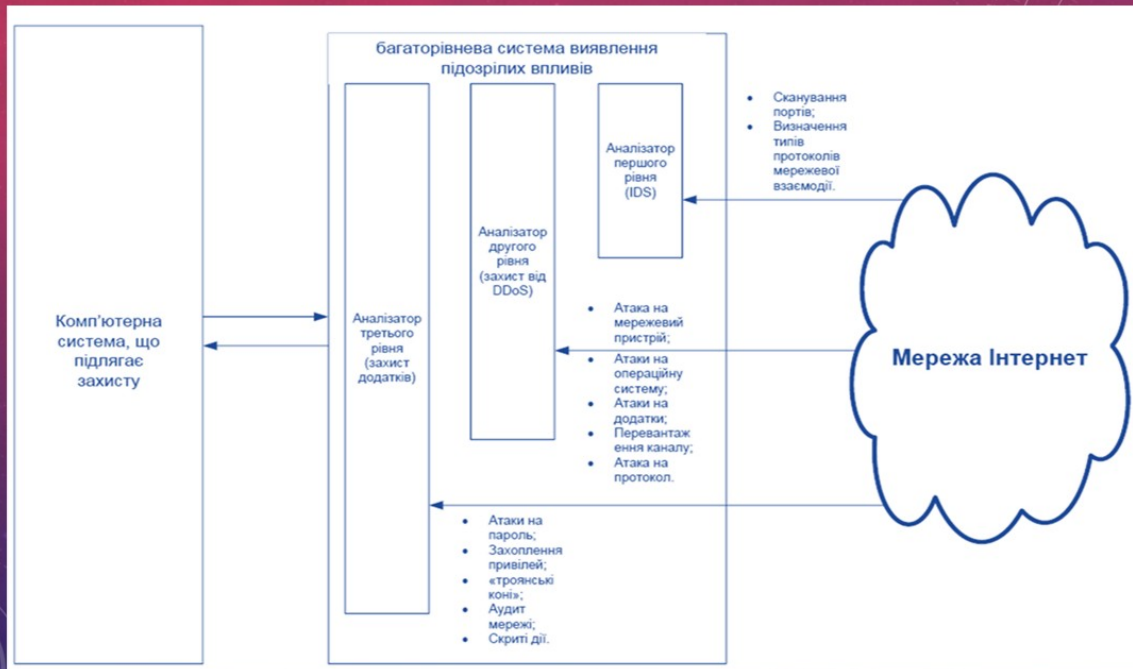 багаторівнева система виявлення
підозрілих впливів
Комп'ютерна
система, що
підлягає
захисту
Аналізатор
третього
рівня
(захист
додатків)
Аналізатор
другого
рівня
(захист від
DDoS)
Аналізатор
першого
рівня
(IDS)
• Сканування
портів;
• Визначення
типів
протоколів
мережевої
взаємодії.
• Атака на
мережевий
пристрій;
• Атаки на
операційну
систему;
• Атаки на
додатки;
• Перевантаж
ення каналу;
• Атака на
протокол.
• Атаки на
пароль;
• Захоплення
привілей;
• «троянські
коні»;
• Аудит
мережі;
• Скриті дії.
Мережа Інтернет